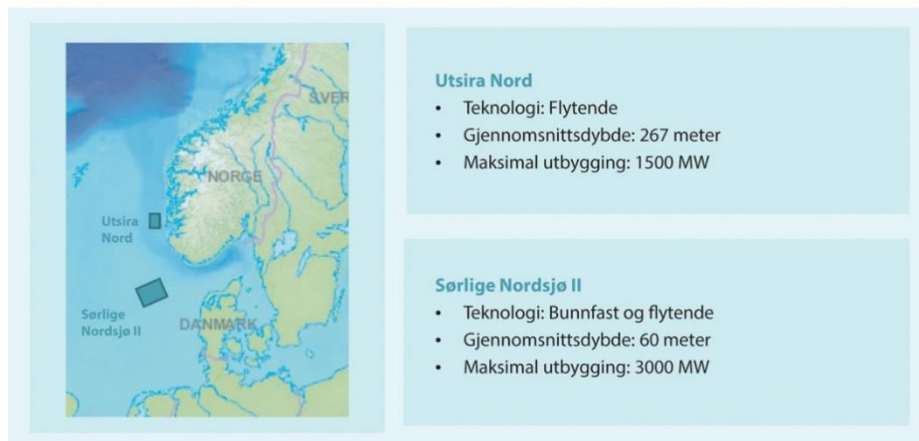 SVER
NORGE
Utsira
Nord
Sørlige
Nordsjø II
DANMARK
Utsira Nord
• Teknologi: Flytende
• Gjennomsnittsdybde: 267 meter
• Maksimal utbygging: 1500 MW
Sørlige Nordsjø II
• Teknologi: Bunnfast og flytende
• Gjennomsnittsdybde: 60 meter
• Maksimal utbygging: 3000 MW